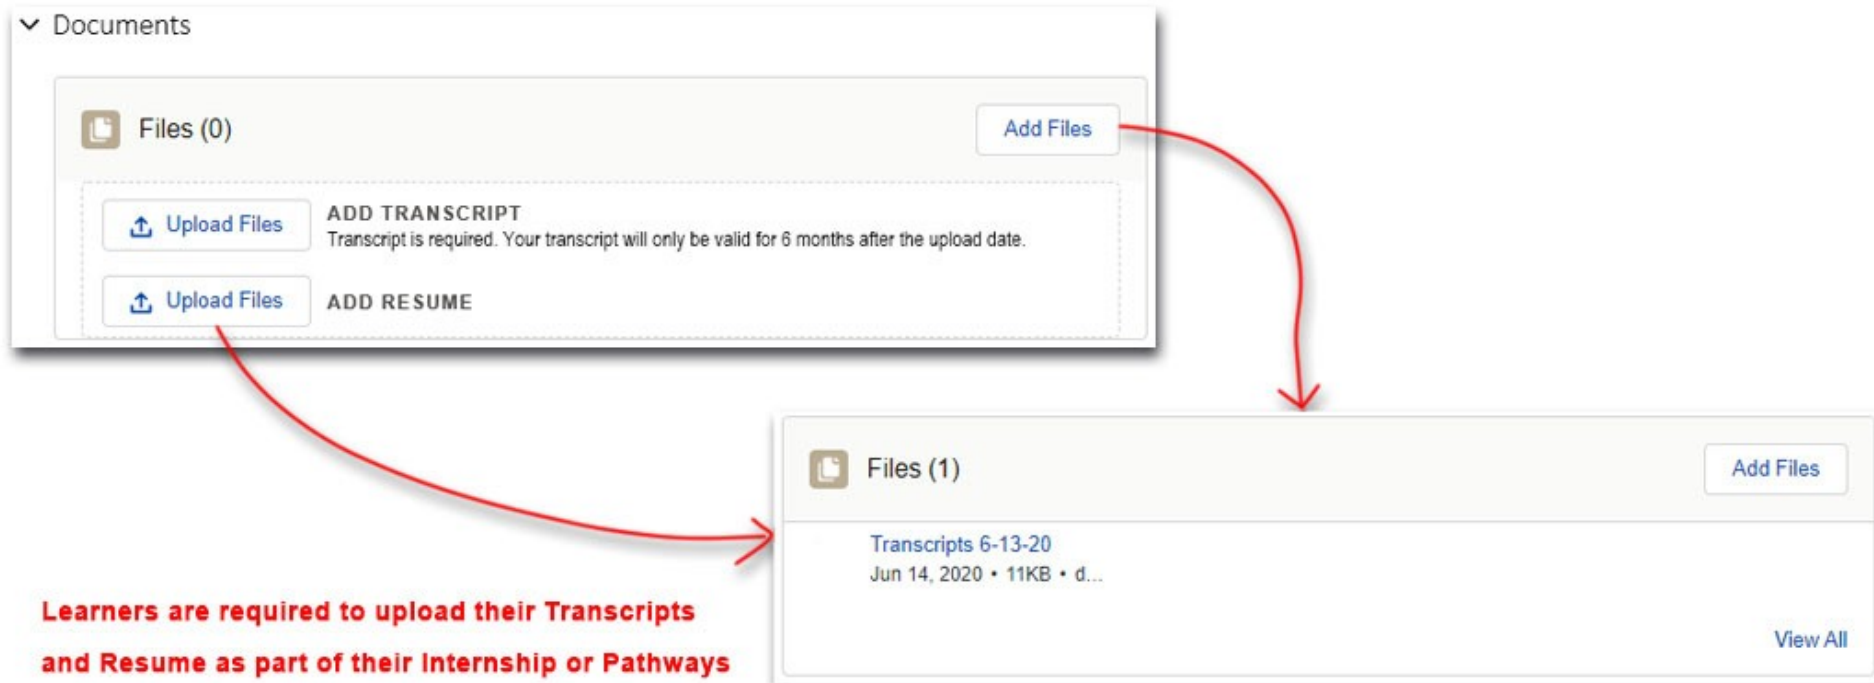 Documents
Files (0)
Add Files
Upload Files
ADD TRANSCRIPT
Transcript is required. Your transcript will only be valid for 6 months after the upload date.
Upload Files
ADD RESUME
Files (1)
Add Files
Transcripts 6-13-20
Jun 14, 2020 • 11KB • d...
View All
Learners are required to upload their Transcripts
and Resume as part of their Internship or Pathways